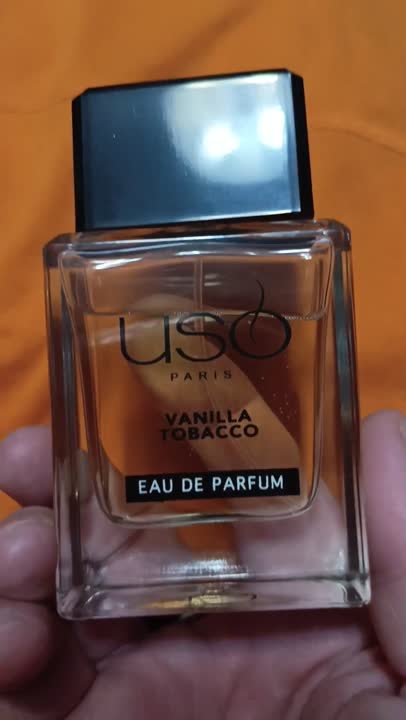 uso
PARIS
VANILLA
TOBACCO
EAU DE PARFUM